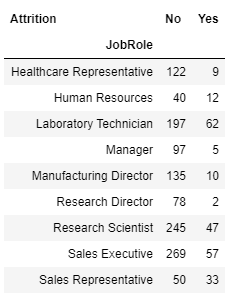 Attrition No Yes
JobRole
Healthcare Representative 122 9
Human Resources 40 12
Laboratory Technician 197 62
Manager 97 5
Manufacturing Director 135 10
Research Director 78 2
Research Scientist 245 47
Sales Executive 269 57
Sales Representative 50 33